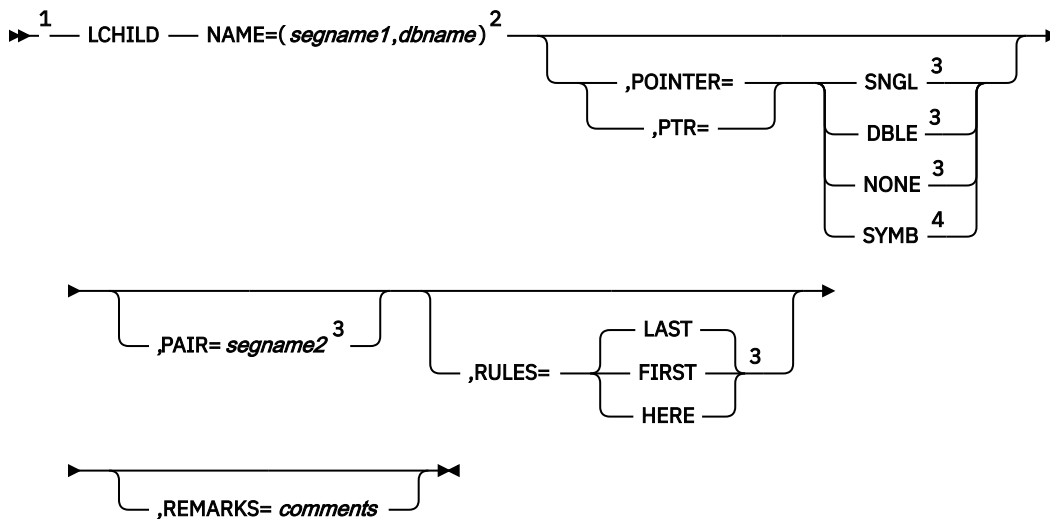 1 LCHILD NAME=(segname1,dbname) 2
,POINTER= SNGL 3
,PTR= DBLE 3
NONE 3
SYMB 4
,PAIR= segname2 3
,RULES= LAST
FIRST 3
HERE
,REMARKS= comments